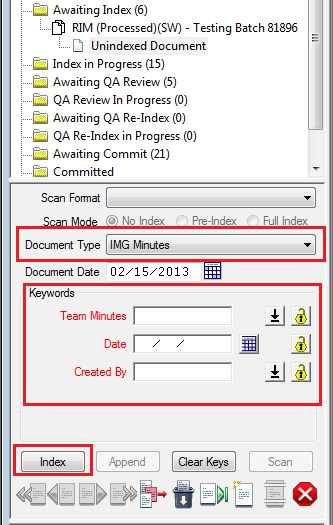 Awaiting Index (6)
RIM (Processed)(SW) - Testing Batch 81896
Unindexed Document
Index in Progress (15)
Awaiting QA Review (5)
QA Review In Progress (0)
Awaiting QA Re-Index (0)
QA Re-Index in Progress (0)
Awaiting Commit (21)
Committed
Scan Format
Scan Mode No Index Pre-Index Full Index
Document Type IMG Minutes
Document Date 02/15/2013
Keywords
Team Minutes
Date / /
Created By
Index Append Clear Keys Scan